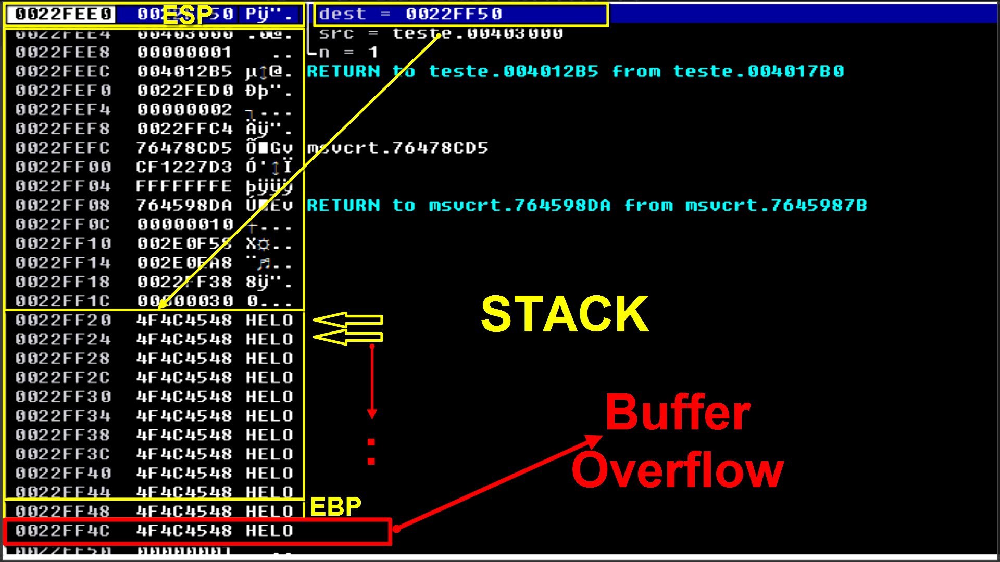 0022FEE0 0022FF50 Pÿ". dest = 0022FF50
ESP
0022FEE4 00403000 .0@. src = teste.00403000
0022FEE8 00000001 .. n = 1
0022FEEC 004012B5 µ↕@. RETURN to teste.004012B5 from teste.004017B0
0022FEF0 0022FED0 Ðþ".
0022FEF4 00000002 ┐...
0022FEF8 0022FFC4 Äÿ".
0022FEFC 76478CD5 Õ■Gv msvcrt.76478CD5
0022FF00 CF1227D3 Ó'↕Ï
0022FF04 FFFFFFFE þÿÿÿ
0022FF08 764598DA Ú■Ev RETURN to msvcrt.764598DA from msvcrt.7645987B
0022FF0C 00000010 +...
0022FF10 002E0F58 X☼..
0022FF14 002E0EA8 ¨♬..
0022FF18 0022FF38 8ÿ".
0022FF1C 00000030 0...
STACK
0022FF20 4F4C4548 HELO
0022FF24 4F4C4548 HELO
0022FF28 4F4C4548 HELO
0022FF2C 4F4C4548 HELO
0022FF30 4F4C4548 HELO
0022FF34 4F4C4548 HELO
0022FF38 4F4C4548 HELO
0022FF3C 4F4C4548 HELO
0022FF40 4F4C4548 HELO
0022FF44 4F4C4548 HELO
:
Buffer
Overflow
EBP
0022FF48 4F4C4548 HELO
0022FF4C 4F4C4548 HELO
0022FF50 00000001 ..